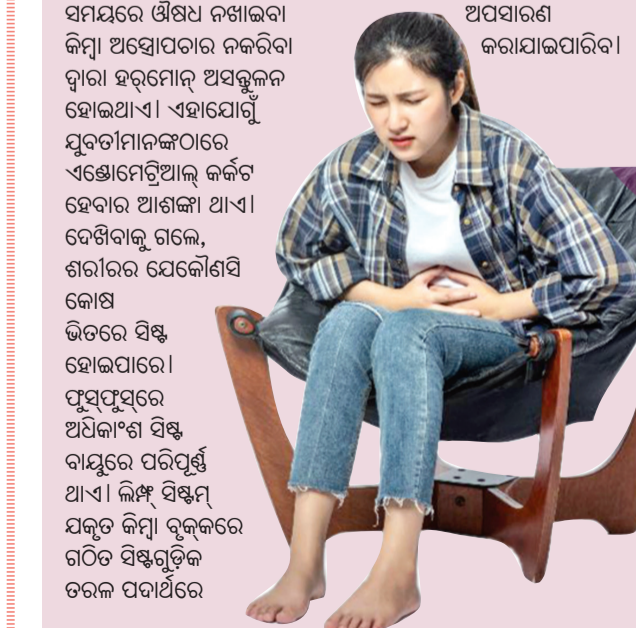 ସମୟରେ ଔଷଧ ନଖାଇବା
କିମ୍ବା ଅସ୍ତ୍ରୋପଚାର ନକରିବା
ଦ୍ୱାରା ହର୍‌ମୋନ୍ ଅସନ୍ତୁଳନ
ହୋଇଥାଏ। ଏହାଯୋଗୁଁ
ଯୁବତୀମାନଙ୍କଠାରେ
ଏଣ୍ଡୋମେଟ୍ରିଆଲ୍ କର୍କଟ
ହେବାର ଆଶଙ୍କା ଥାଏ।
ଦେଖିବାକୁ ଗଲେ,
ଶରୀରର ଯେକୌଣସି
କୋଷ
ଭିତରେ ସିଷ୍ଟ
ହୋଇପାରେ।
ଫୁସ୍‌ଫୁସ୍‌ରେ
ଅଧିକାଂଶ ସିଷ୍ଟ
ବାୟୁରେ ପରିପୂର୍ଣ୍ଣ
ଥାଏ। ଲିମ୍ଫ୍ ସିଷ୍ଟମ୍
ଯକୃତ କିମ୍ବା ବୃକ୍‌କରେ
ଗଠିତ ସିଷ୍ଟଗୁଡ଼ିକ
ତରଳ ପଦାର୍ଥରେ
ଅପସାରଣ
କରାଯାଇପାରିବ।